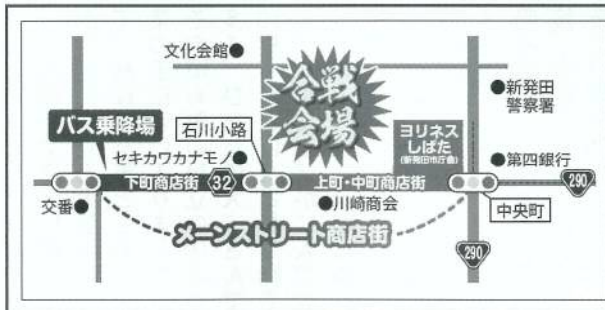 文化会館
合戦
会場
新発田
警察署
バス乗降場
石川小路
ヨリネス
しばた
(新発田市庁舎)
セキカワカナモノ
第四銀行
下町商店街
32
上町・中町商店街
290
交番
川崎商会
中央町
メーンストリート商店街
290